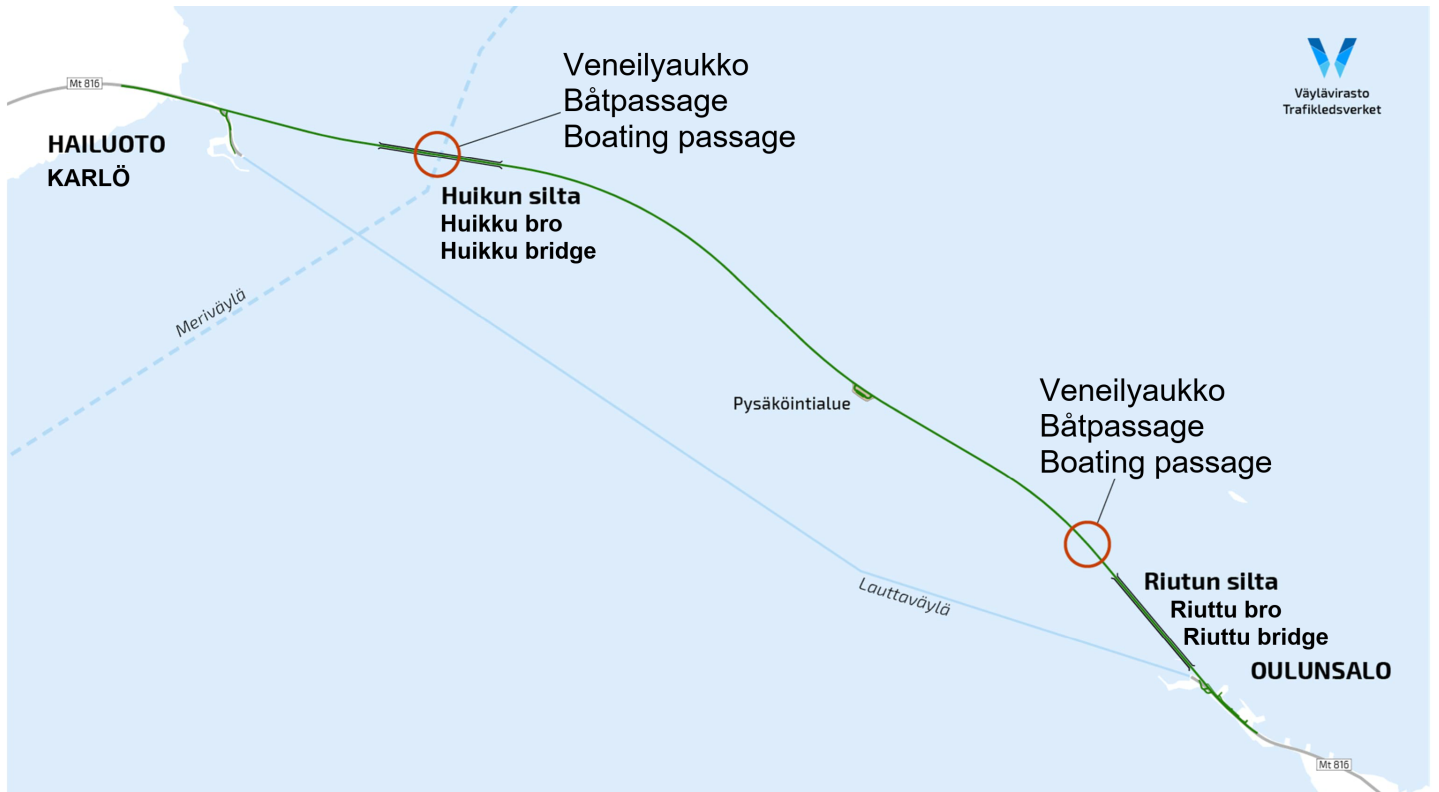 Veneilyaukko
Båtpassage
Boating passage
Väylävirasto
Trafikledsverket
Mt 816
HAILUOTO
KARLÖ
Huikun silta
Huikku bro
Huikku bridge
Meriväylä
Pysäköintialue
Veneilyaukko
Båtpassage
Boating passage
Lauttaväylä
Riutun silta
Riuttu bro
Riuttu bridge
OULUNSALO
Mt 816